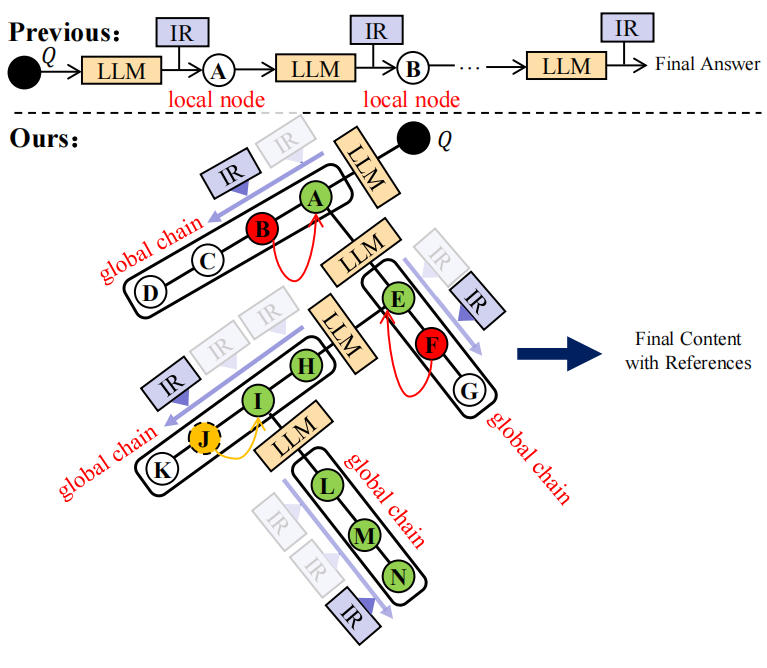 Previous:
Q
LLM
IR
A
local node
LLM
IR
B
local node
...
LLM
IR
Final Answer
Ours:
Q
LLM
IR
IR
global chain
A
B
C
D
LLM
IR
IR
E
F
G
global chain
LLM
IR
IR
IR
H
I
J
K
global chain
LLM
global chain
L
M
N
IR
IR
IR
Final Content
with References